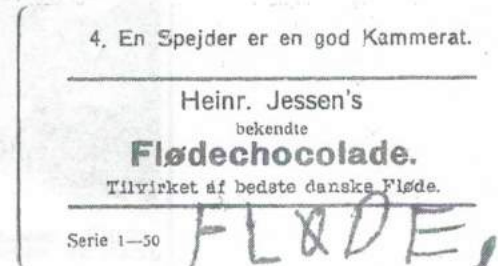 4. En Spejder er en god Kammerat.
Heinr. Jessen's
bekendte
Flødechocolade.
Tilvirket af bedste danske Fløde.
Serie 1—50
FLØDE,